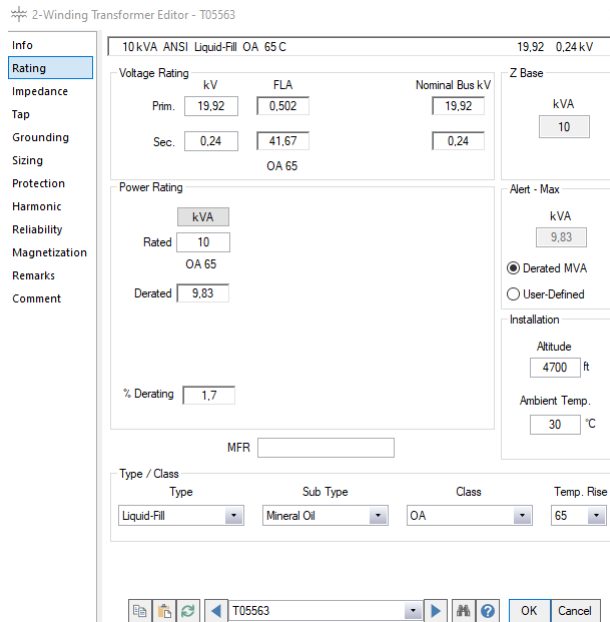 2-Winding Transformer Editor - T05563
Info
Rating
Impedance
Tap
Grounding
Sizing
Protection
Harmonic
Reliability
Magnetization
Remarks
Comment
10 kVA ANSI Liquid-Fill OA 65 C 19,92 0,24 kV
Voltage Rating
kV FLA Nominal Bus kV
Prim. 19,92 0,502 19,92
Sec. 0,24 41,67 0,24
OA 65
Z Base
kVA
10
Power Rating
kVA
Rated 10
OA 65
Derated 9,83
% Derating 1,7
Alert - Max
kVA
9,83
Derated MVA
User-Defined
Installation
Altitude
4700 ft
Ambient Temp.
30 °C
MFR
Type / Class
Type Sub Type Class Temp. Rise
Liquid-Fill Mineral Oil OA 65
T05563 ? OK Cancel